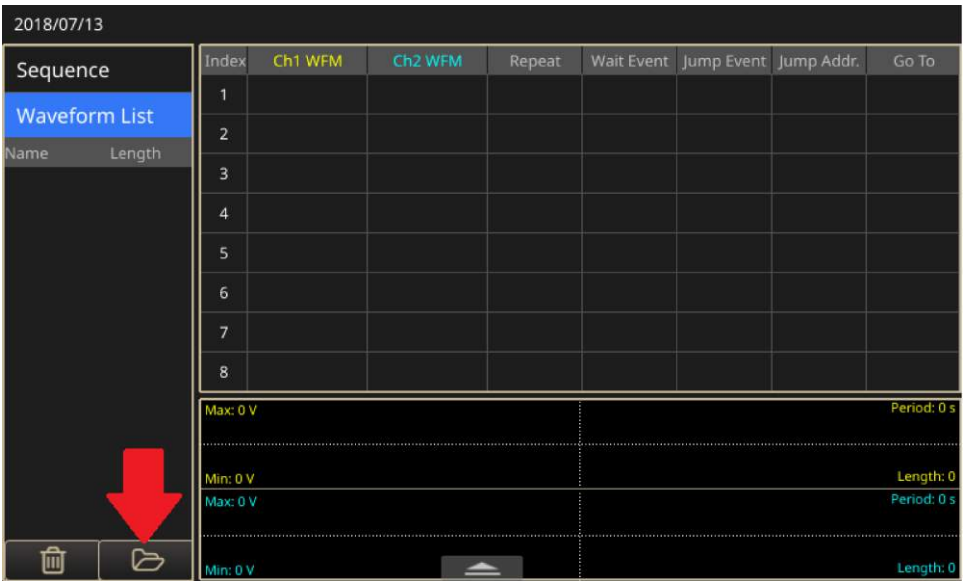 2018/07/13
Sequence
Waveform List
Name Length
Index Ch1 WFM Ch2 WFM Repeat Wait Event Jump Event Jump Addr. Go To
1
2
3
4
5
6
7
8
Max: 0 V Period: 0 s
Min: 0 V Length: 0
Max: 0 V Period: 0 s
Min: 0 V Length: 0